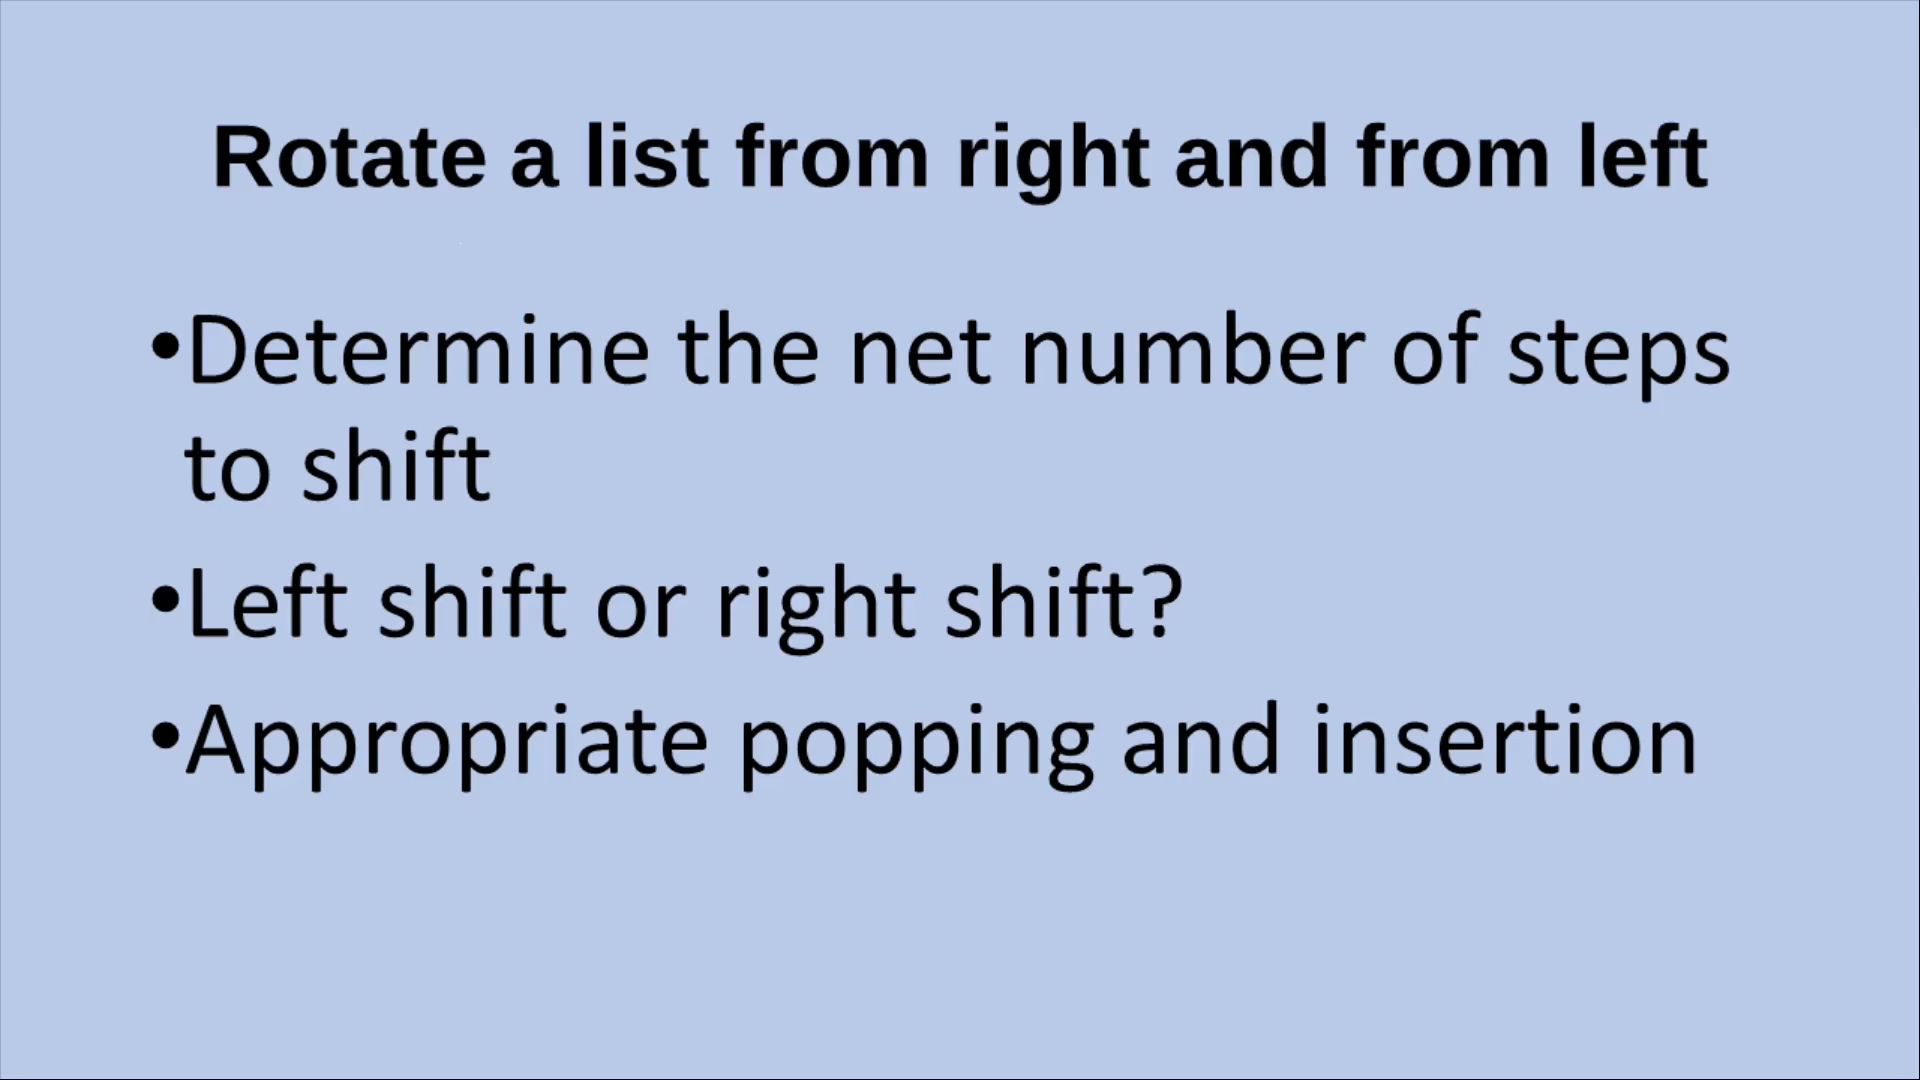 Rotate a list from right and from left
•Determine the net number of steps
to shift
•Left shift or right shift?
•Appropriate popping and insertion